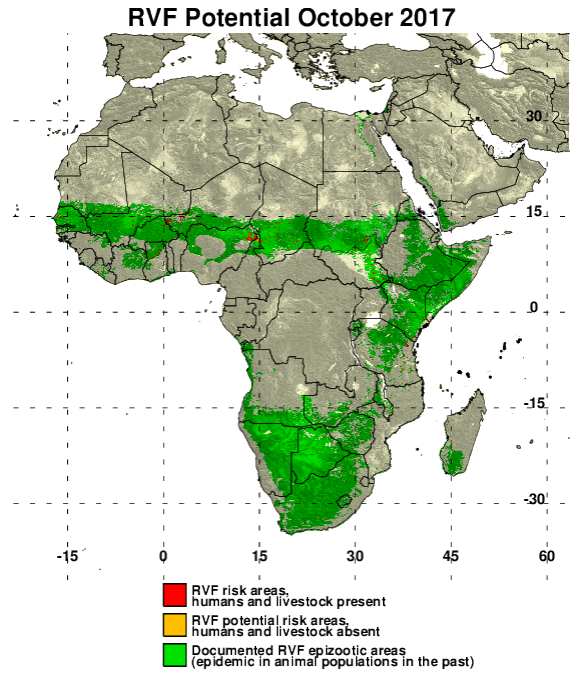 RVF Potential October 2017
30
15
0
-15
-30
-15 0 15 30 45 60
RVF risk areas,
humans and livestock present
RVF potential risk areas,
humans and livestock absent
Documented RVF epizootic areas
(epidemic in animal populations in the past)